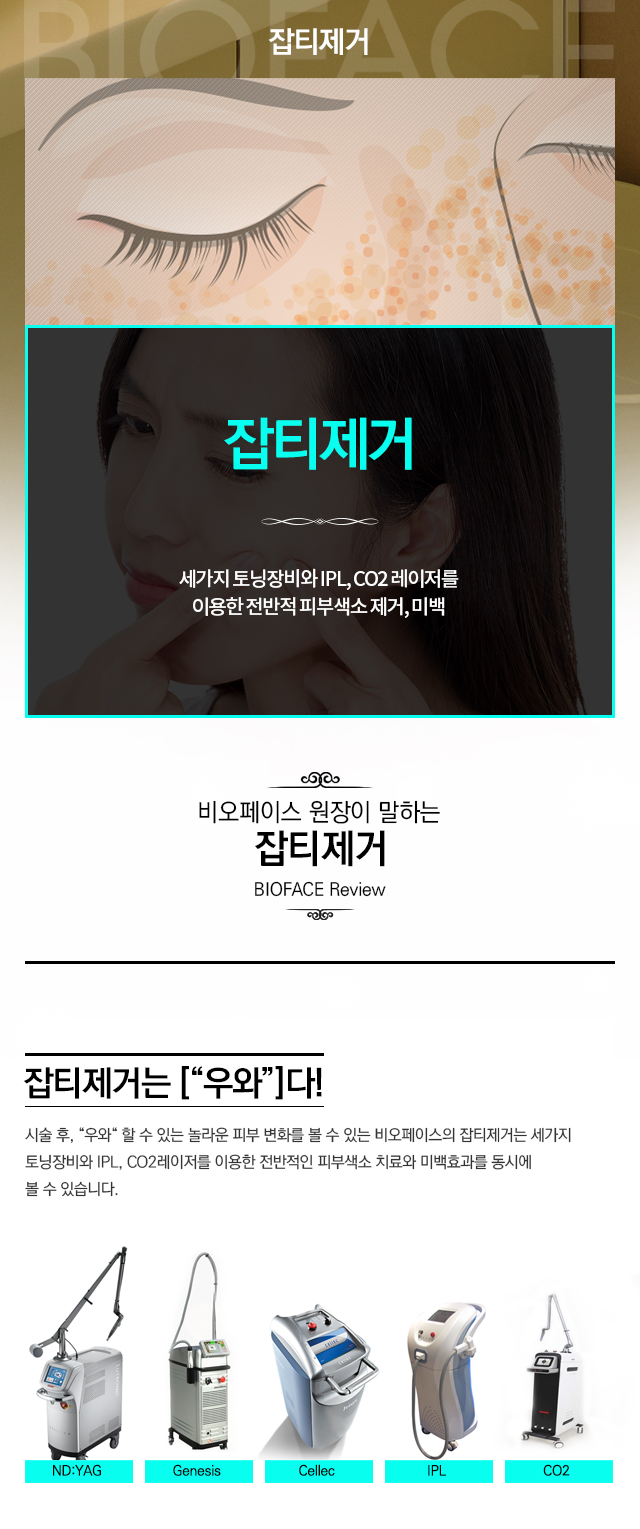 BIOFACE
잡티제거
잡티제거
세가지 토닝장비와 IPL, CO2 레이저를
이용한 전반적 피부색소 제거, 미백
비오페이스 원장이 말하는
잡티제거
BIOFACE Review
잡티제거는 [“우와”]다!
시술 후, “우와“ 할 수 있는 놀라운 피부 변화를 볼 수 있는 비오페이스의 잡티제거는 세가지
토닝장비와 IPL, CO2레이저를 이용한 전반적인 피부색소 치료와 미백효과를 동시에
볼 수 있습니다.
ND:YAG
Genesis
Cellec
IPL
CO2